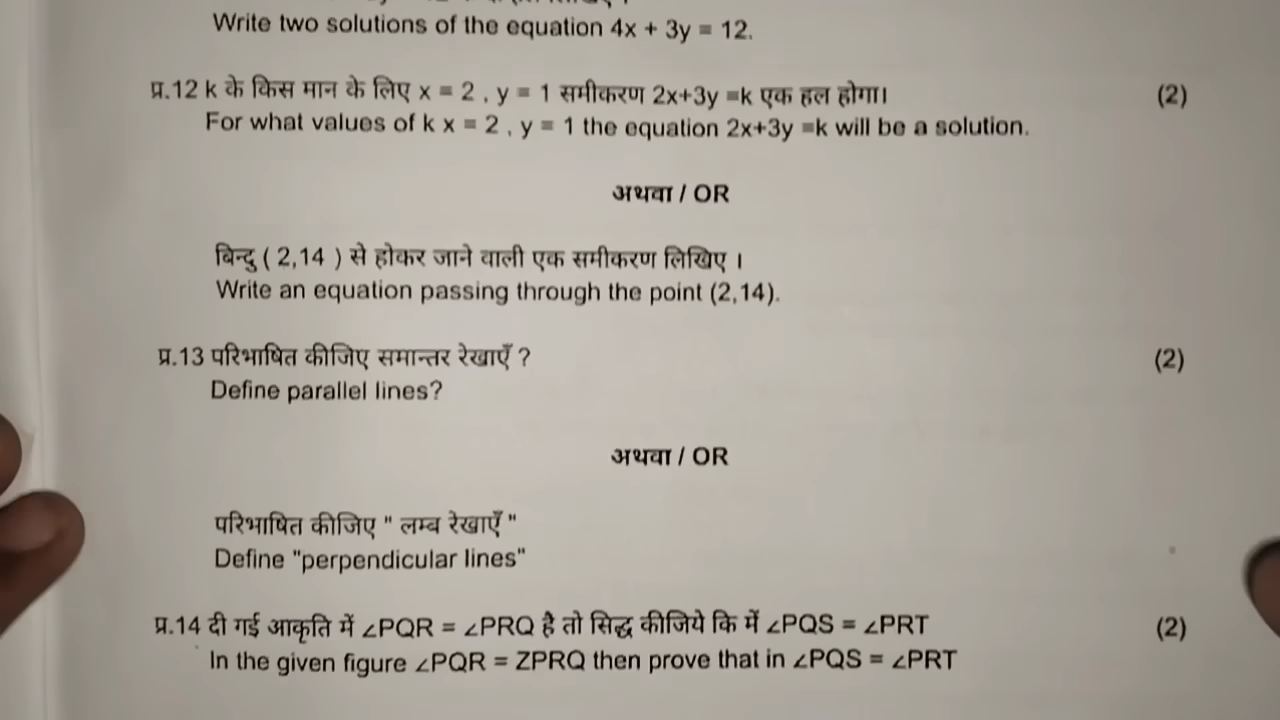 Write two solutions of the equation 4x + 3y = 12.
प्र.12 k के किस मान के लिए x = 2 , y = 1 समीकरण 2x+3y =k एक हल होगा। (2)
For what values of k x = 2 , y = 1 the equation 2x+3y =k will be a solution.
अथवा / OR
बिन्दु ( 2,14 ) से होकर जाने वाली एक समीकरण लिखिए ।
Write an equation passing through the point (2,14).
प्र.13 परिभाषित कीजिए समान्तर रेखाएँ ? (2)
Define parallel lines?
अथवा / OR
परिभाषित कीजिए " लम्ब रेखाएँ "
Define "perpendicular lines"
प्र.14 दी गई आकृति में ∠PQR = ∠PRQ है तो सिद्ध कीजिये कि में ∠PQS = ∠PRT (2)
In the given figure ∠PQR = ZPRQ then prove that in ∠PQS = ∠PRT